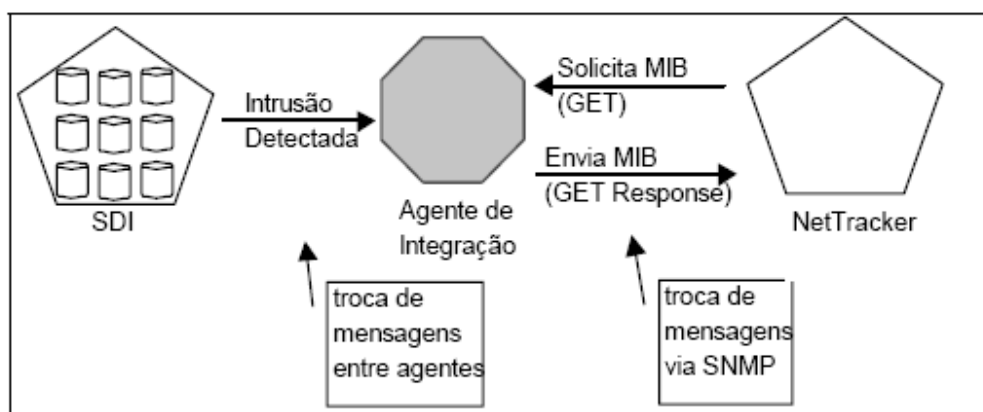 SDI
Intrusão
Detectada
Agente de
Integração
Solicita MIB
(GET)
Envia MIB
(GET Response)
NetTracker
troca de
mensagens
entre agentes
troca de
mensagens
via SNMP